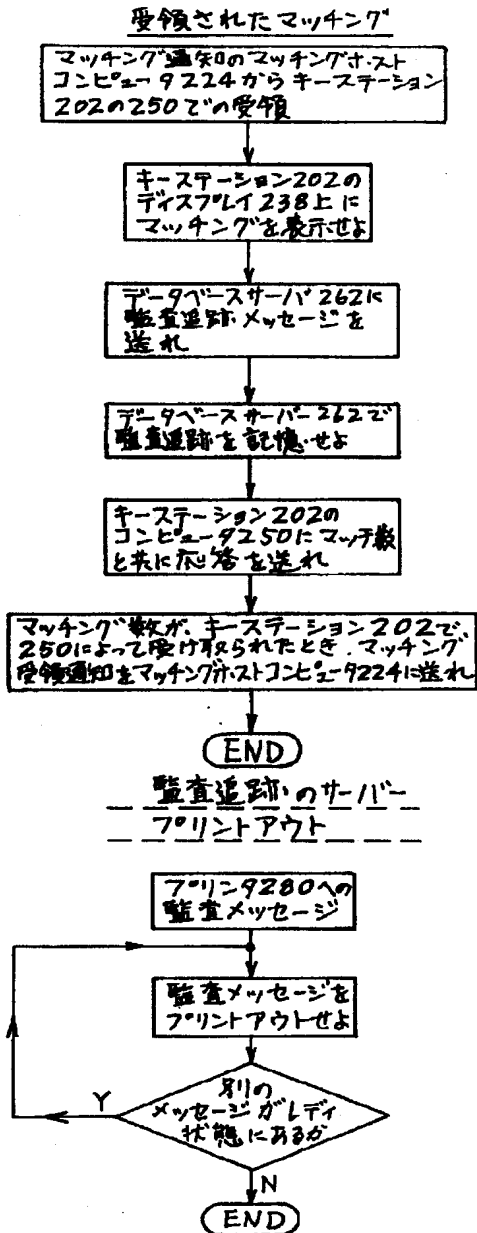 受領されたマッチング
マッチング通知のマッチングホスト
コンピュータ224からキーステーション
202の250での受領
キーステーション202の
ディスプレイ238上に
マッチングを表示せよ
データベースサーバ262に
監査追跡メッセージを
送れ
データベースサーバー262で
監査追跡を記憶せよ
キーステーション202の
コンピュータ250にマッチ数
と共に応答を送れ
マッチング数が、キーステーション202で
250によって受け取られたとき、マッチング
受領通知をマッチングホストコンピュータ224に送れ
END
監査追跡のサーバー
プリントアウト
プリンタ280への
監査メッセージ
監査メッセージを
プリントアウトせよ
別の
メッセージがレディ
状態にあるか
Y
N
END